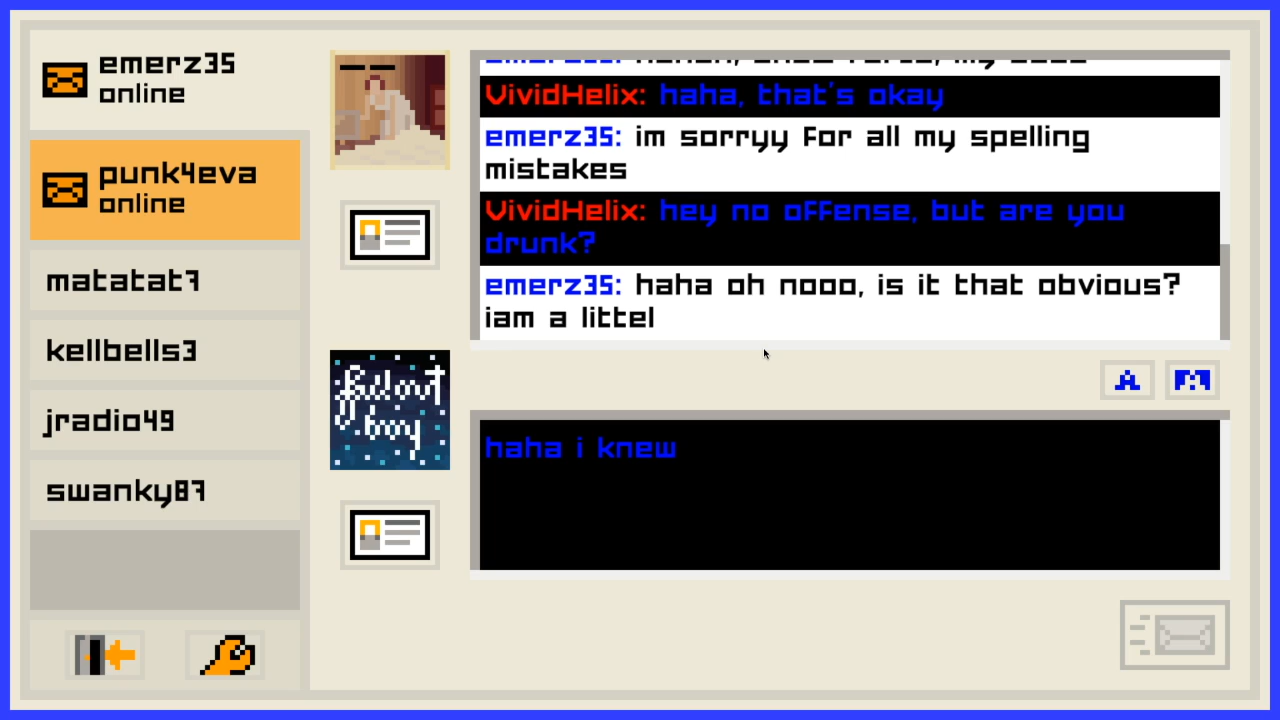 emerz35
online
punk4eva
online
matatat7
kellbells3
jradio49
swanky87
VividHelix: haha, that's okay
emerz35: im sorryy For all my spelling
mistakes
VividHelix: hey no oFFense, but are you
drunk?
emerz35: haha oh nooo, is it that obvious?
iam a littel
fallout
boy
A
A
haha i knew